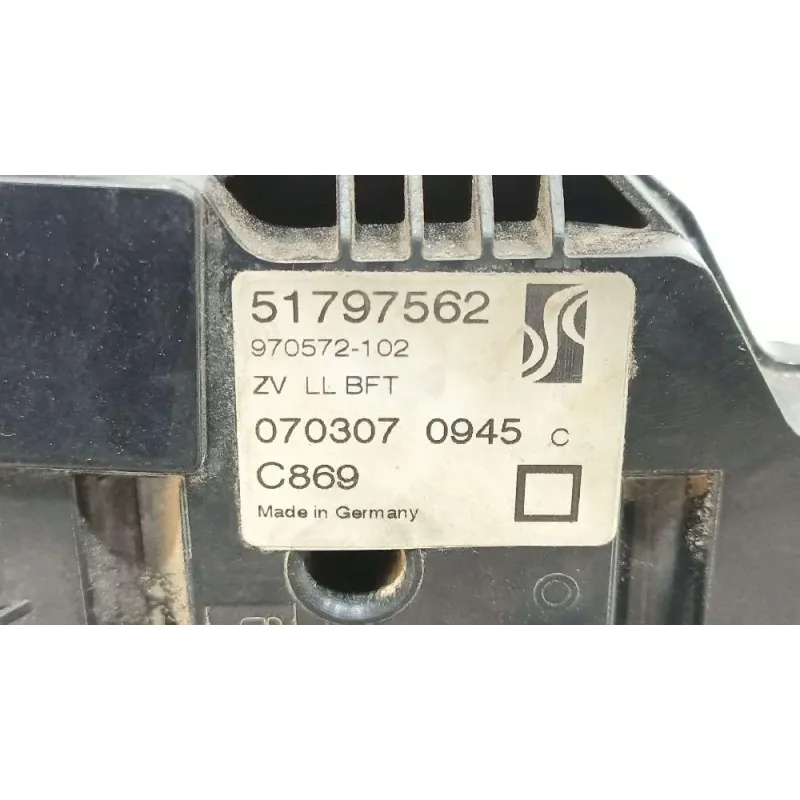 51797562
970572-102
ZV LL BFT
070307 0945 C
C869
Made in Germany